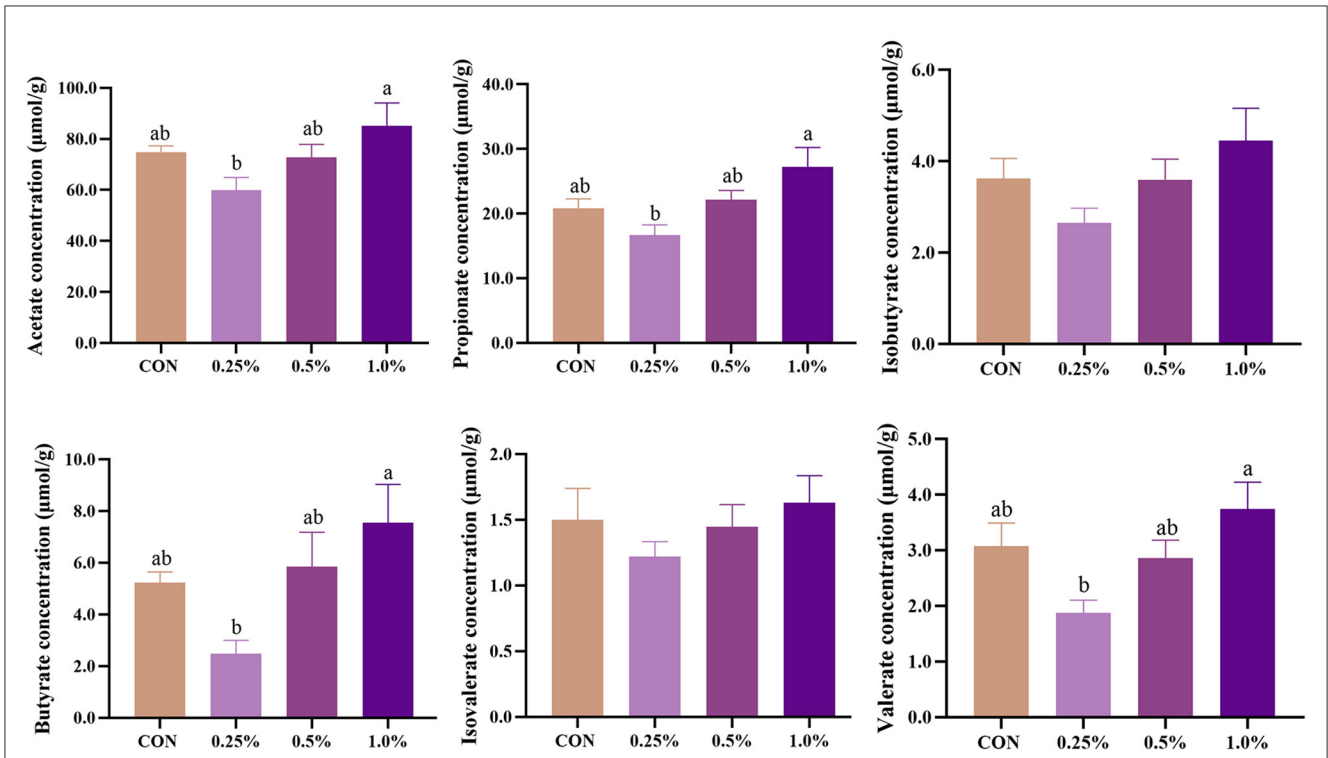 Acetate concentration (μmol/g)
100.0
80.0
60.0
40.0
20.0
0.0
ab
b
ab
a
CON 0.25% 0.5% 1.0%
Propionate concentration (μmol/g)
40.0
30.0
20.0
10.0
0.0
ab
b
ab
a
CON 0.25% 0.5% 1.0%
Isobutyrate concentration (μmol/g)
6.0
4.0
2.0
0.0
CON 0.25% 0.5% 1.0%
Butyrate concentration (μmol/g)
10.0
8.0
6.0
4.0
2.0
0.0
ab
b
ab
a
CON 0.25% 0.5% 1.0%
Isovalerate concentration (μmol/g)
2.0
1.5
1.0
0.5
0.0
CON 0.25% 0.5% 1.0%
Valerate concentration (μmol/g)
5.0
4.0
3.0
2.0
1.0
0.0
ab
b
ab
a
CON 0.25% 0.5% 1.0%